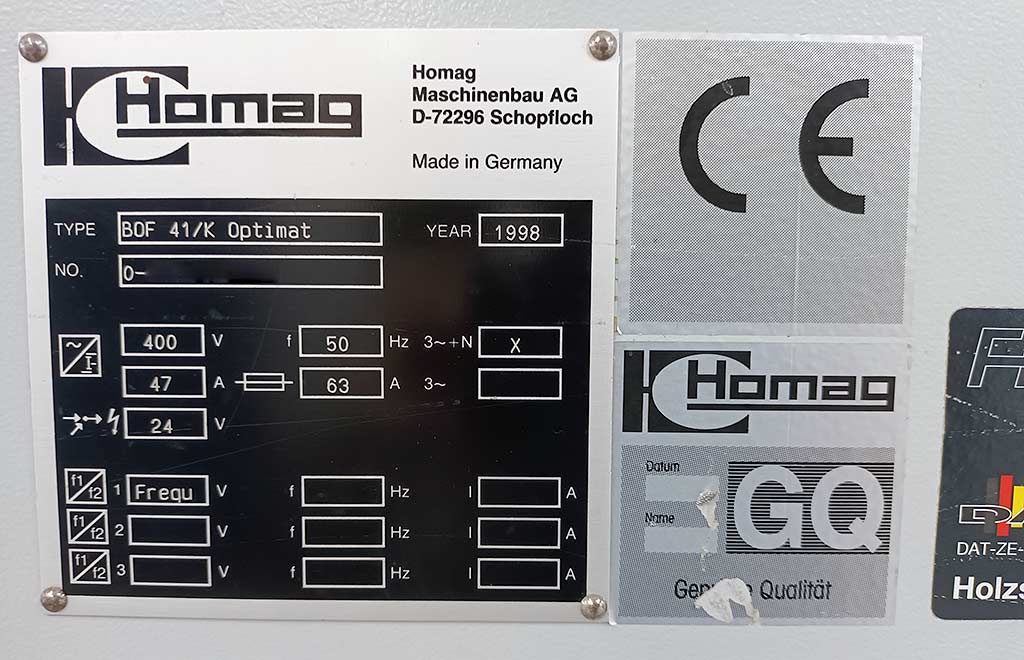 Homag
Homag
Maschinenbau AG
D-72296 Schopfloch
Made in Germany
TYPE BOF 41/K Optimat YEAR 1998
NO. 0-
400 V f 50 Hz 3~+N X
47 A 63 A 3~
24 V
f1/f2 1 Frequ V f Hz I A
f1/f2 2 V f Hz I A
f1/f2 3 V f Hz I A
CE
Homag
Datum
Name
GQ
Qualität
DAT-ZE-